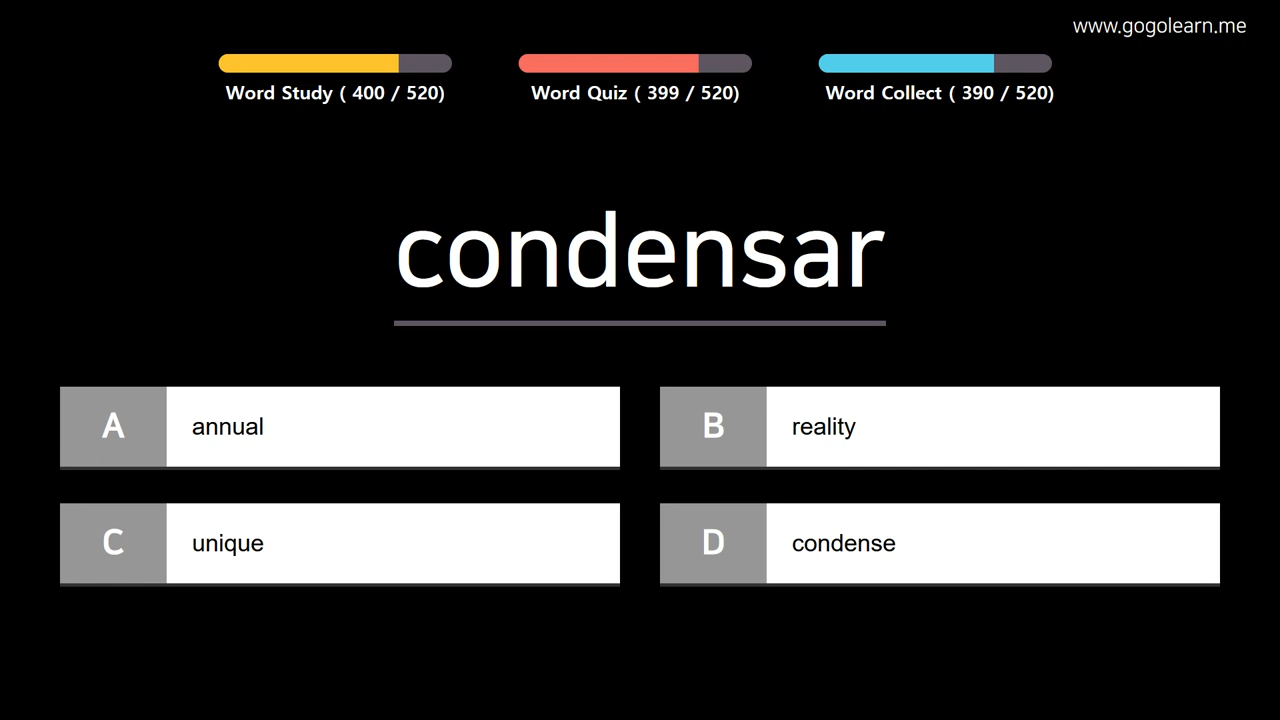 www.gogolearn.me
Word Study ( 400 / 520)
Word Quiz ( 399 / 520)
Word Collect ( 390 / 520)
condensar
A annual
B reality
C unique
D condense